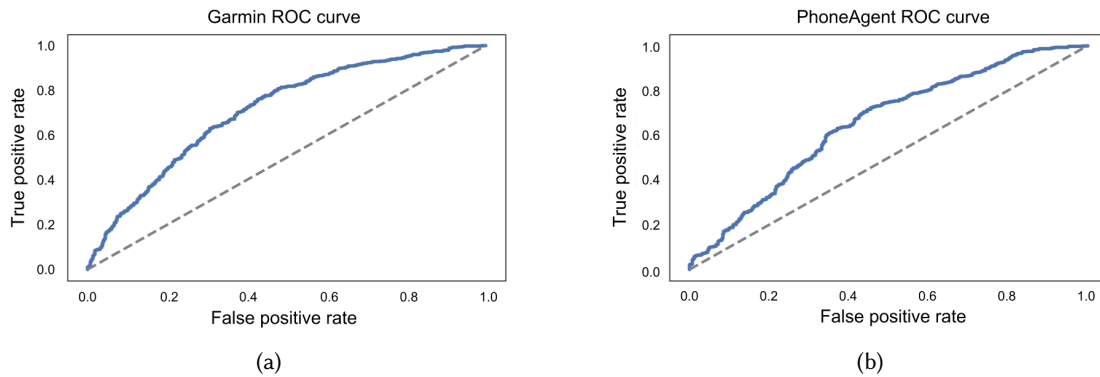 Garmin ROC curve
1.0
0.8
0.6
0.4
0.2
0.0
True positive rate
0.0 0.2 0.4 0.6 0.8 1.0
False positive rate
(a)
PhoneAgent ROC curve
1.0
0.8
0.6
0.4
0.2
0.0
True positive rate
0.0 0.2 0.4 0.6 0.8 1.0
False positive rate
(b)